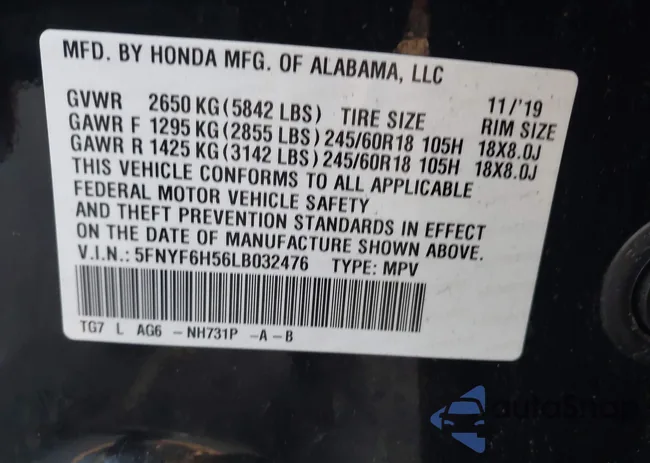 MFD. BY HONDA MFG. OF ALABAMA, LLC
11/'19
GVWR 2650 KG (5842 LBS) TIRE SIZE RIM SIZE
GAWR F 1295 KG (2855 LBS) 245/60R18 105H 18X8.0J
GAWR R 1425 KG (3142 LBS) 245/60R18 105H 18X8.0J
THIS VEHICLE CONFORMS TO ALL APPLICABLE
FEDERAL MOTOR VEHICLE SAFETY
AND THEFT PREVENTION STANDARDS IN EFFECT
ON THE DATE OF MANUFACTURE SHOWN ABOVE.
V.I.N.: 5FNYF6H56LB032476 TYPE: MPV
TG7 L AG6 -NH731P -A-B